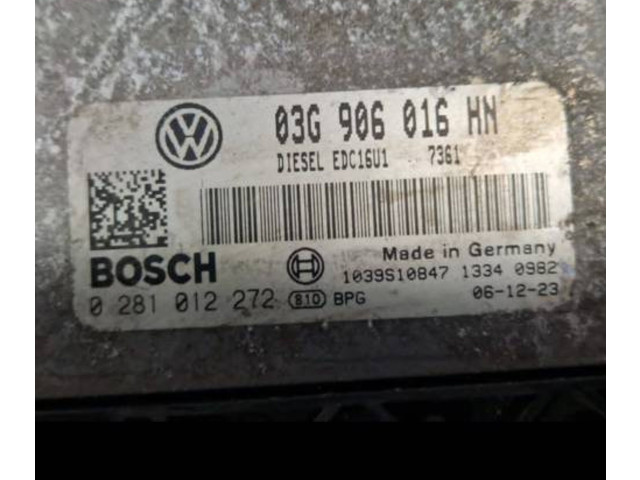 03G 906 016 HN
DIESEL EDC16U1 7361
BOSCH
Made in Germany
1039S10847 1334 0982
0 281 012 272 810 BPG 06-12-23